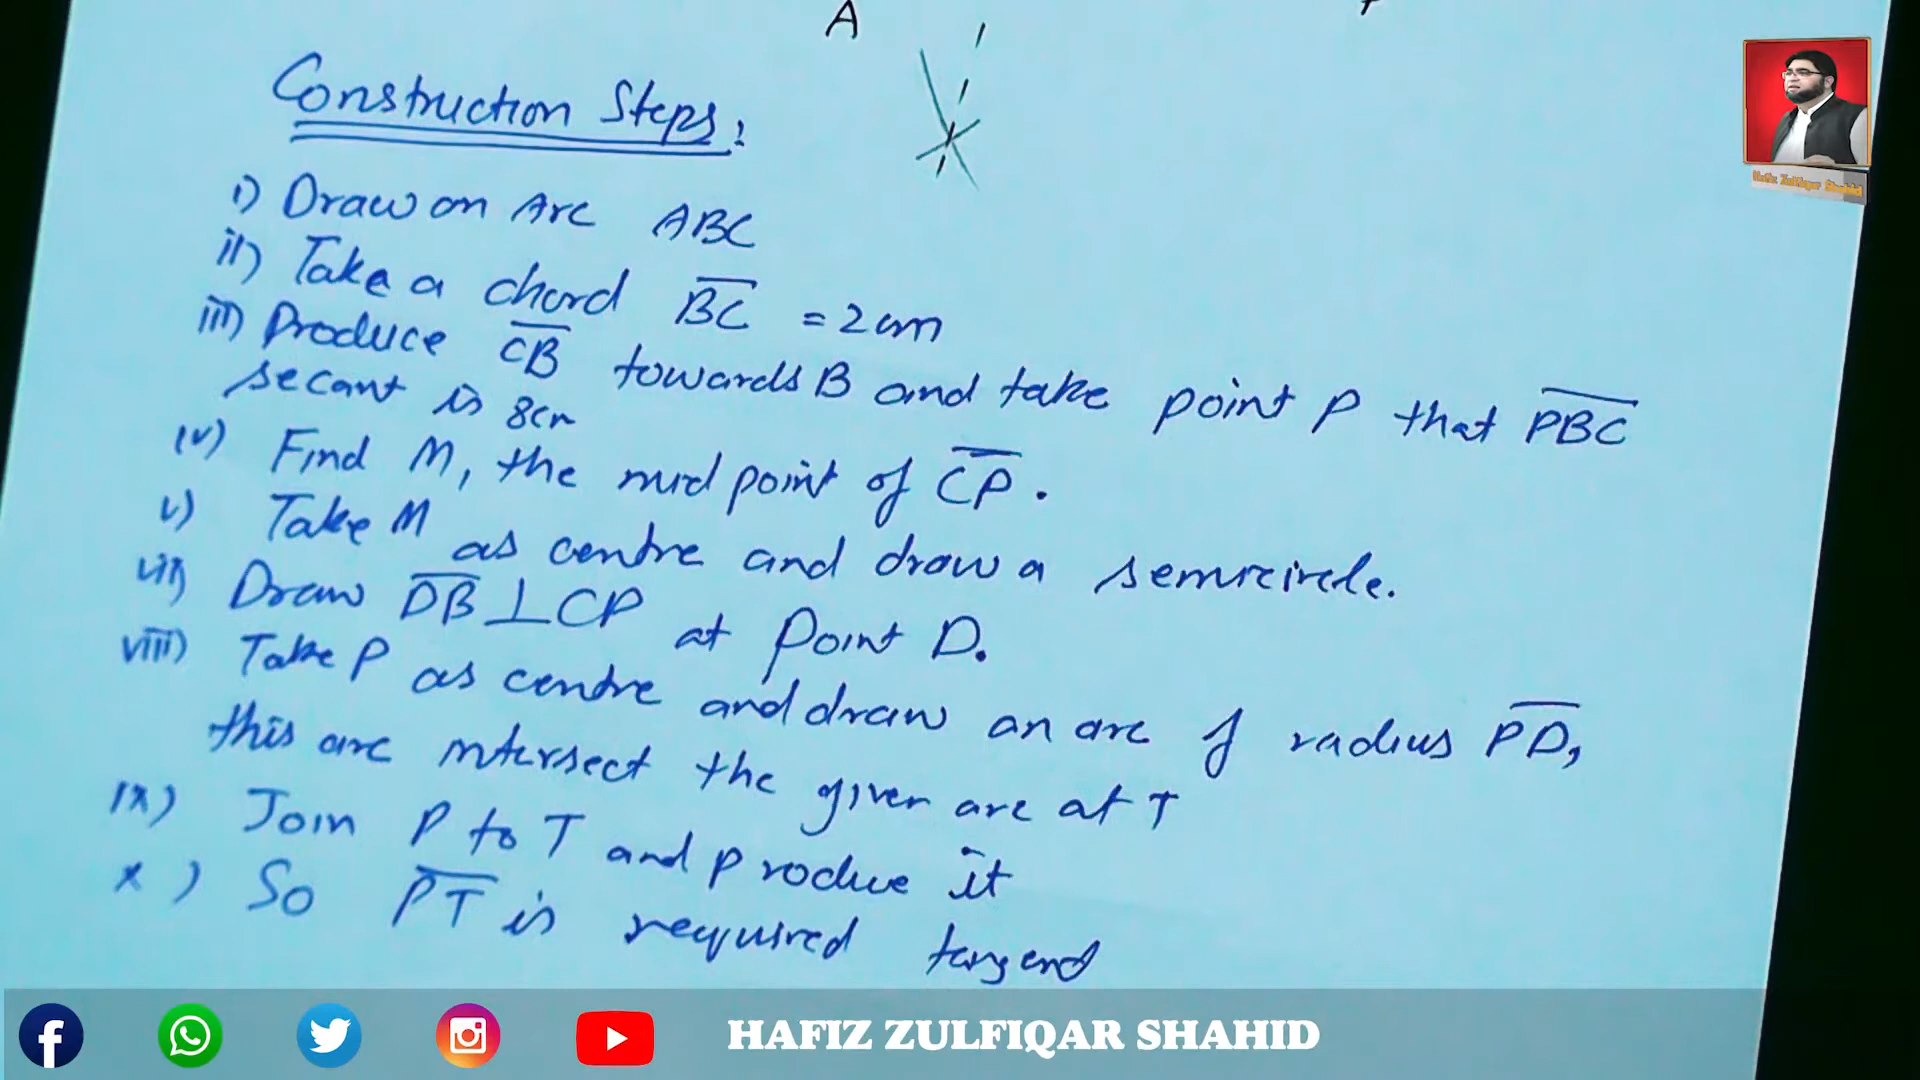 A
Construction Steps:
i) Draw an Arc ABC
ii) Take a chord BC = 2cm
iii) Produce CB towards B and take point P that PBC
secant is 8cm
iv) Find M, the mid point of CP.
v) Take M as centre and draw a semicircle.
vii) Draw DB ⊥ CP at Point D.
viii) Take P as centre and draw an arc of radius PD,
this arc intersect the given arc at T
ix) Join P to T and produce it
x) So PT is required tangent
Hafiz Zulfiqar Shahid
HAFIZ ZULFIQAR SHAHID